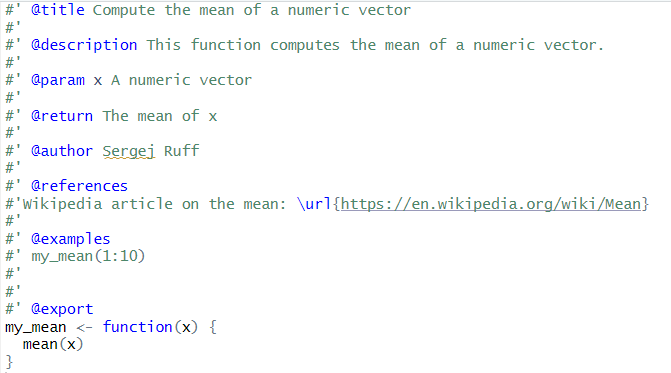 #' @title Compute the mean of a numeric vector
#'
#' @description This function computes the mean of a numeric vector.
#'
#' @param x A numeric vector
#'
#' @return The mean of x
#'
#' @author Sergej Ruff
#'
#' @references
#'Wikipedia article on the mean: \url{https://en.wikipedia.org/wiki/Mean}
#'
#' @examples
#' my_mean(1:10)
#'
#'
#' @export
my_mean <- function(x) {
  mean(x)
}